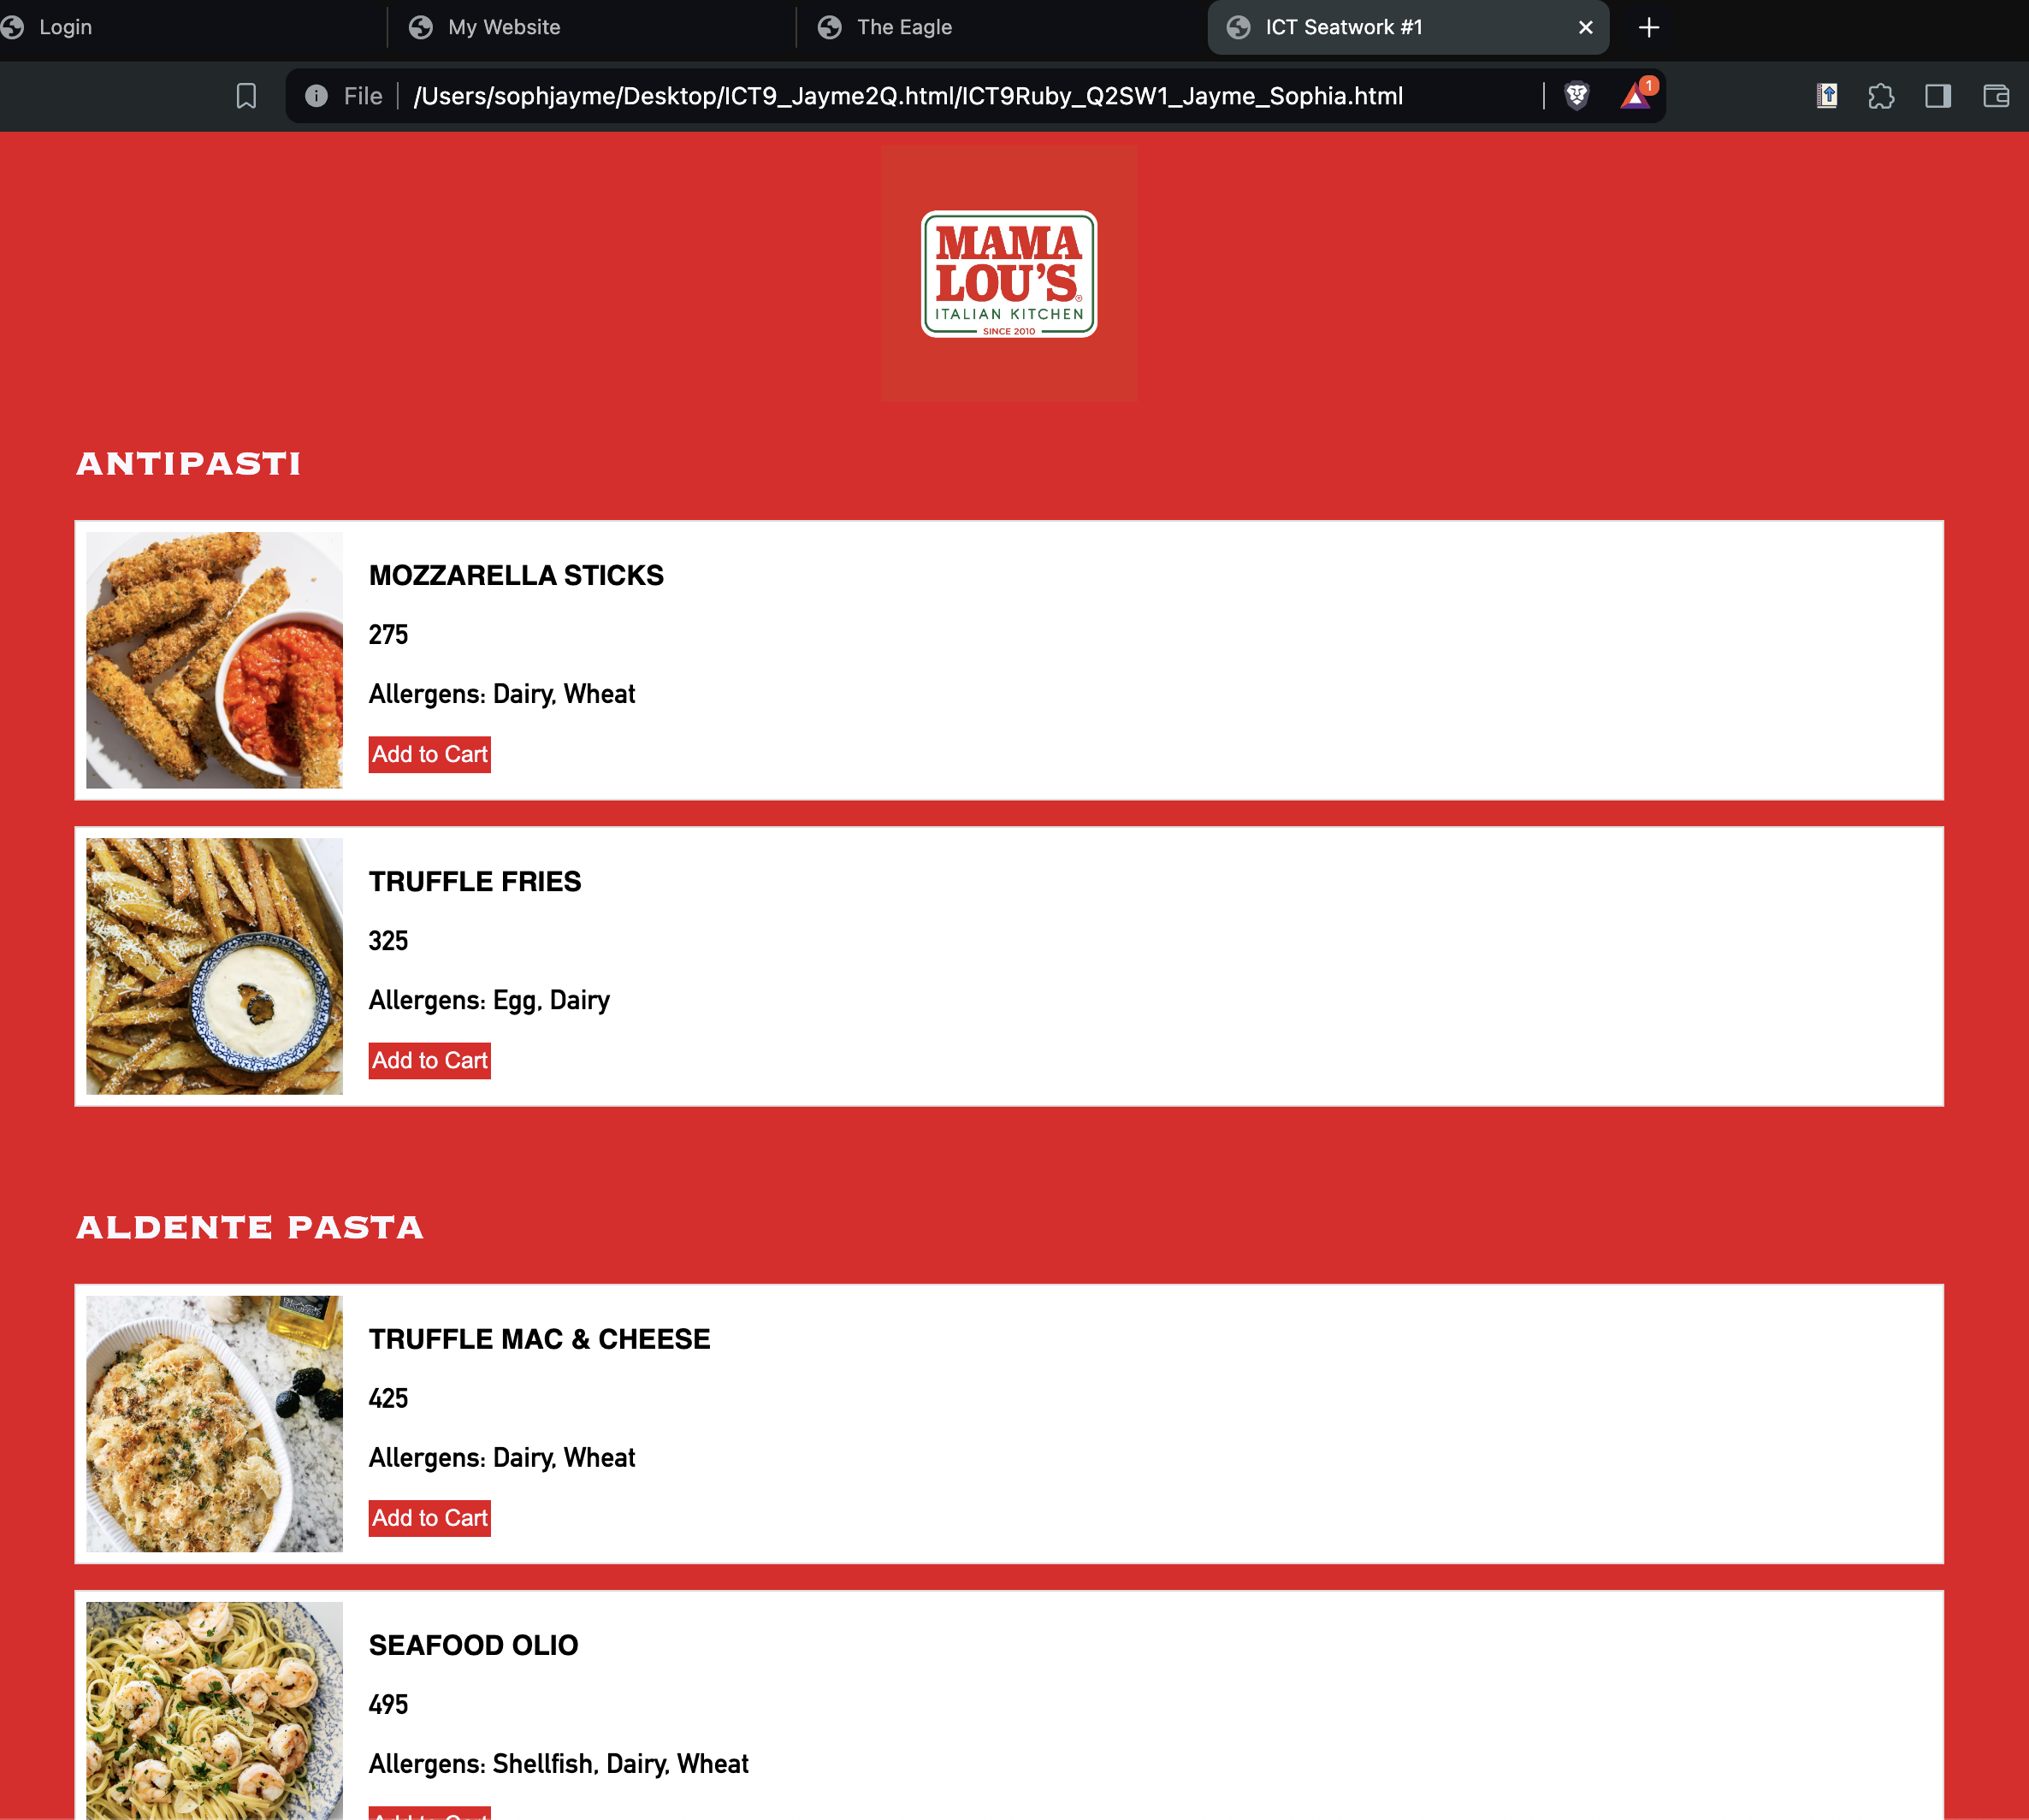 Login
My Website
The Eagle
ICT Seatwork #1
File
/Users/sophjayme/Desktop/ICT9_Jayme2Q.html/ICT9Ruby_Q2SW1_Jayme_Sophia.html
1
MAMA
LOU'S®
ITALIAN KITCHEN
SINCE 2010
ANTIPASTI
MOZZARELLA STICKS
275
Allergens: Dairy, Wheat
Add to Cart
TRUFFLE FRIES
325
Allergens: Egg, Dairy
Add to Cart
ALDENTE PASTA
TRUFFLE MAC & CHEESE
425
Allergens: Dairy, Wheat
Add to Cart
SEAFOOD OLIO
495
Allergens: Shellfish, Dairy, Wheat
Add to Cart